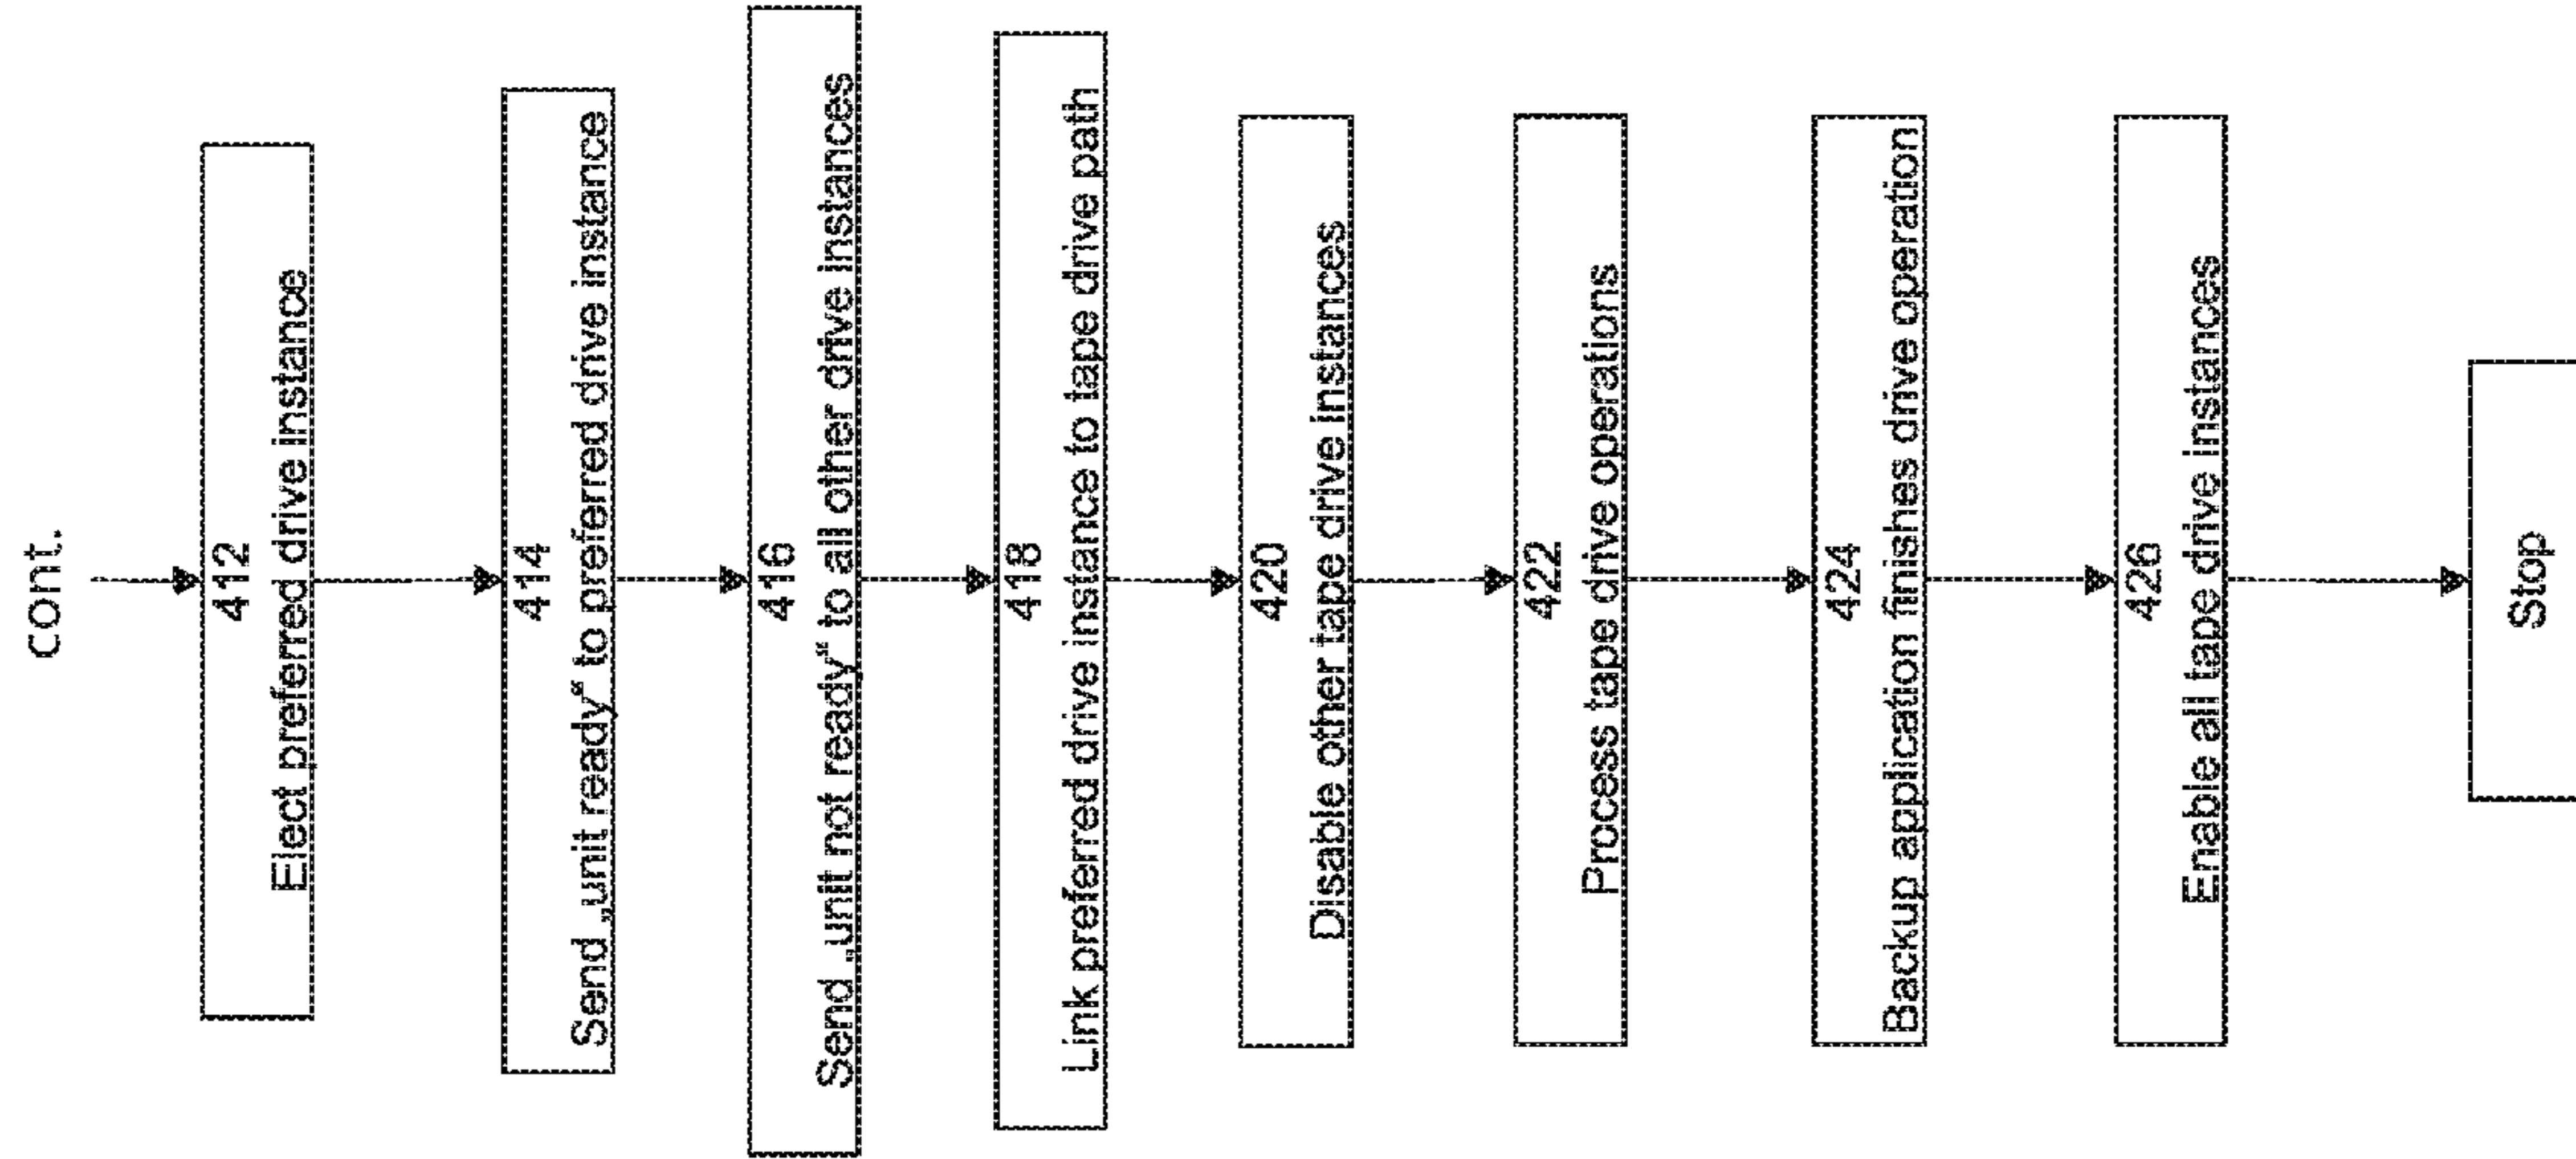 cont.
412
Elect preferred drive instance
414
Send „unit ready“ to preferred drive instance
416
Send „unit not ready“ to all other drive instances
418
Link preferred drive instance to tape drive path
420
Disable other tape drive instances
422
Process tape drive operations
424
Backup application finishes drive operation
426
Enable all tape drive instances
Stop